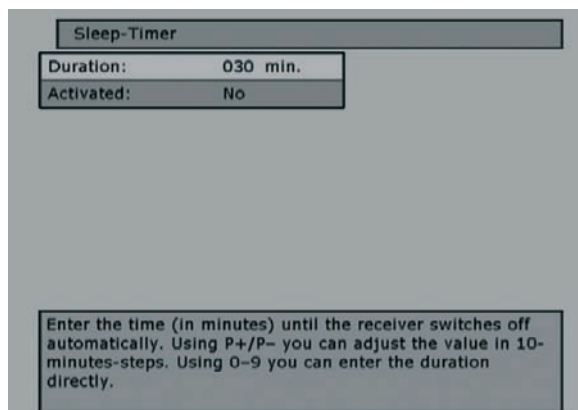 Sleep-Timer
Duration: 030 min.
Activated: No
Enter the time (in minutes) until the receiver switches off
automatically. Using P+/P− you can adjust the value in 10-
minutes-steps. Using 0−9 you can enter the duration
directly.